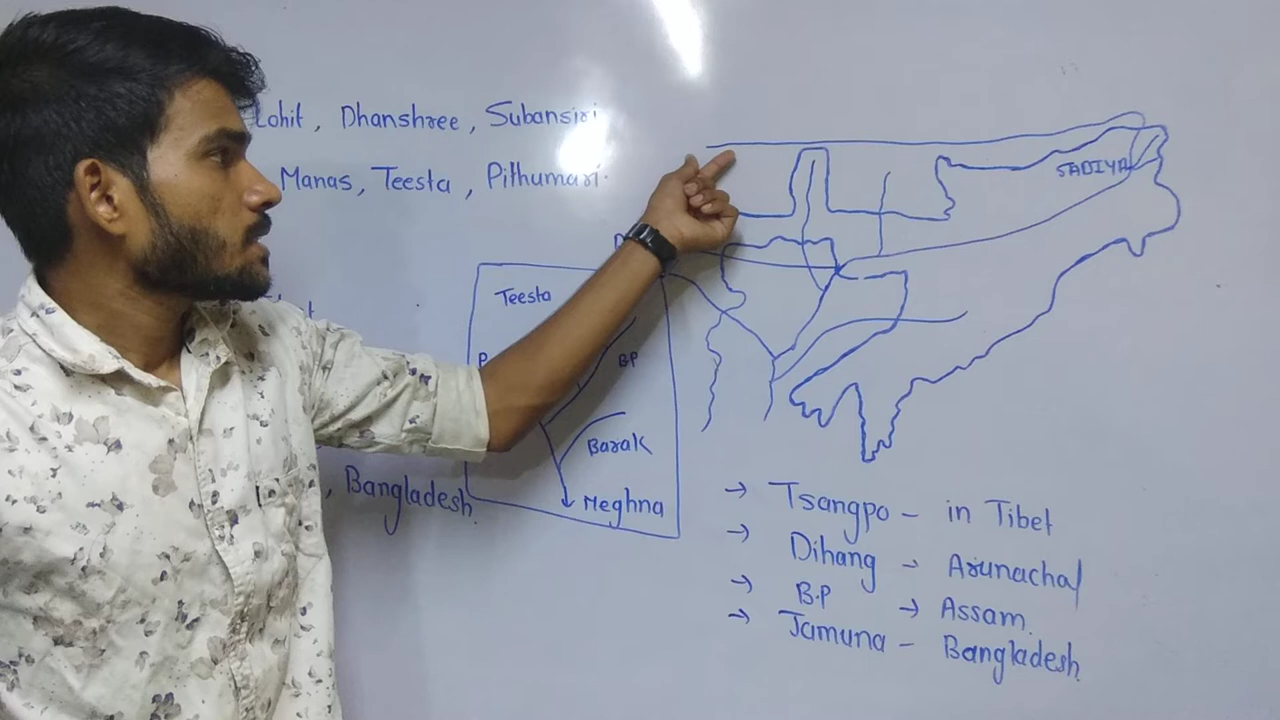 Lohit, Dhanshree, Subansiri
Manas, Teesta, Pithumari.
SADIYA
Teesta
BP
Barak
Meghna
, Bangladesh.
→ Tsangpo - in Tibet
→ Dihang → Arunachal
→ B.P → Assam.
→ Jamuna - Bangladesh